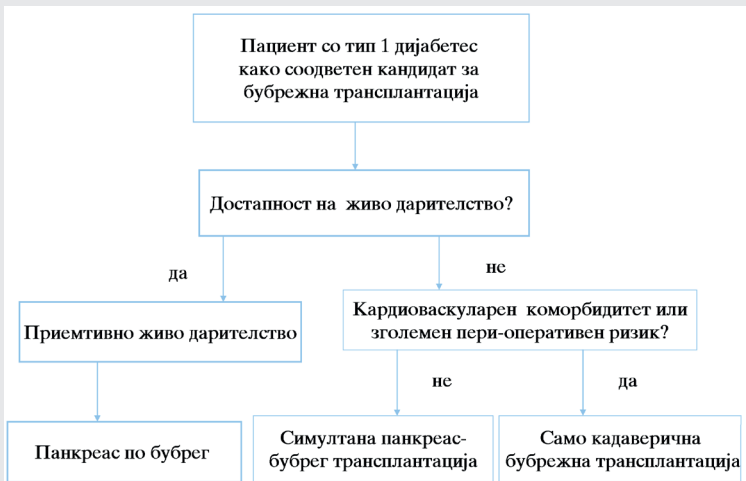 Пациент со тип 1 дијабетес
како соодветен кандидат за
бубрежна трансплантација
Достапност на живо дарителство?
да
не
Приемтивно живо дарителство
Кардиоваскуларен коморбидитет или
зголемен пери-оперативен ризик?
не
да
Панкреас по бубрег
Симултана панкреас-
бубрег трансплантација
Само кадаверична
бубрежна трансплантација